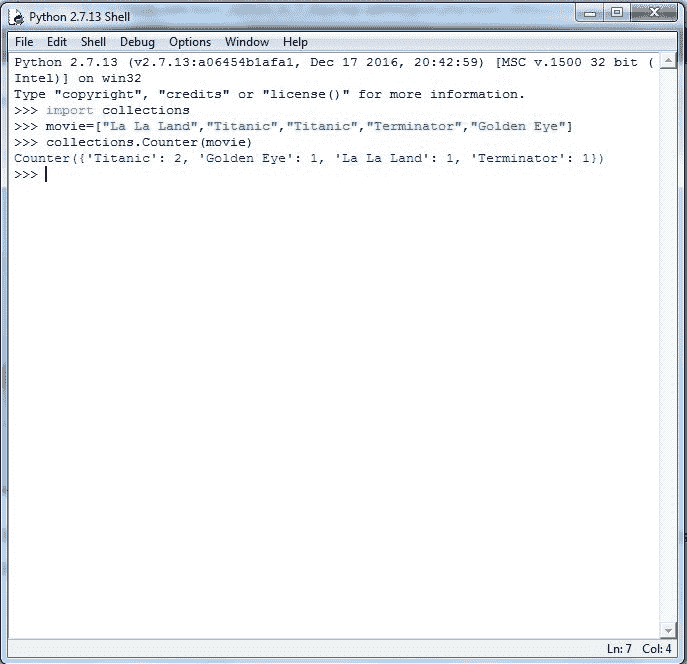 Python 2.7.13 Shell
File Edit Shell Debug Options Window Help
Python 2.7.13 (v2.7.13:a06454b1afa1, Dec 17 2016, 20:42:59) [MSC v.1500 32 bit (
Intel)] on win32
Type "copyright", "credits" or "license()" for more information.
>>> import collections
>>> movie=["La La Land","Titanic","Titanic","Terminator","Golden Eye"]
>>> collections.Counter(movie)
Counter({'Titanic': 2, 'Golden Eye': 1, 'La La Land': 1, 'Terminator': 1})
>>>
Ln: 7 Col: 4